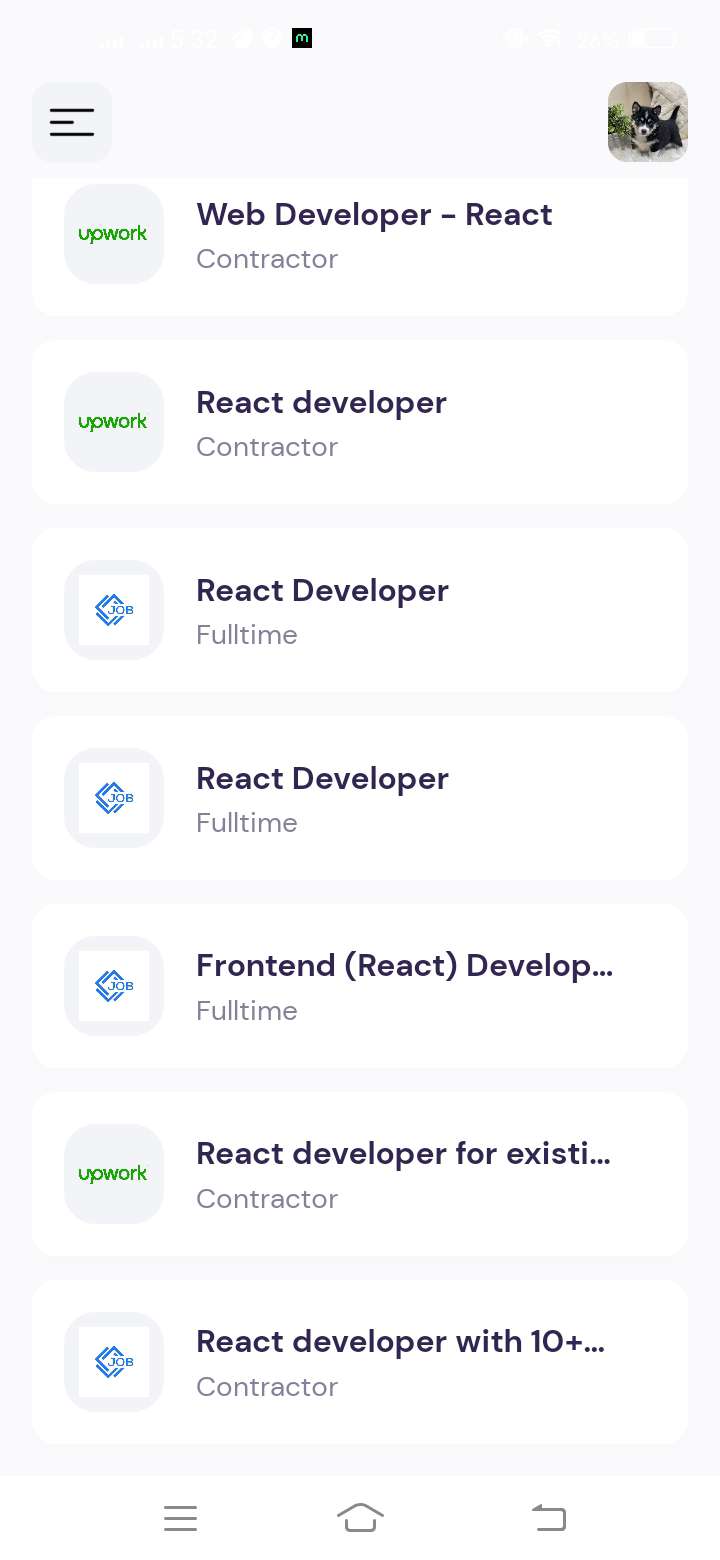 5:32
26%
upwork
Web Developer - React
Contractor
upwork
React developer
Contractor
JOB
React Developer
Fulltime
JOB
React Developer
Fulltime
JOB
Frontend (React) Develop...
Fulltime
upwork
React developer for existi...
Contractor
JOB
React developer with 10+...
Contractor